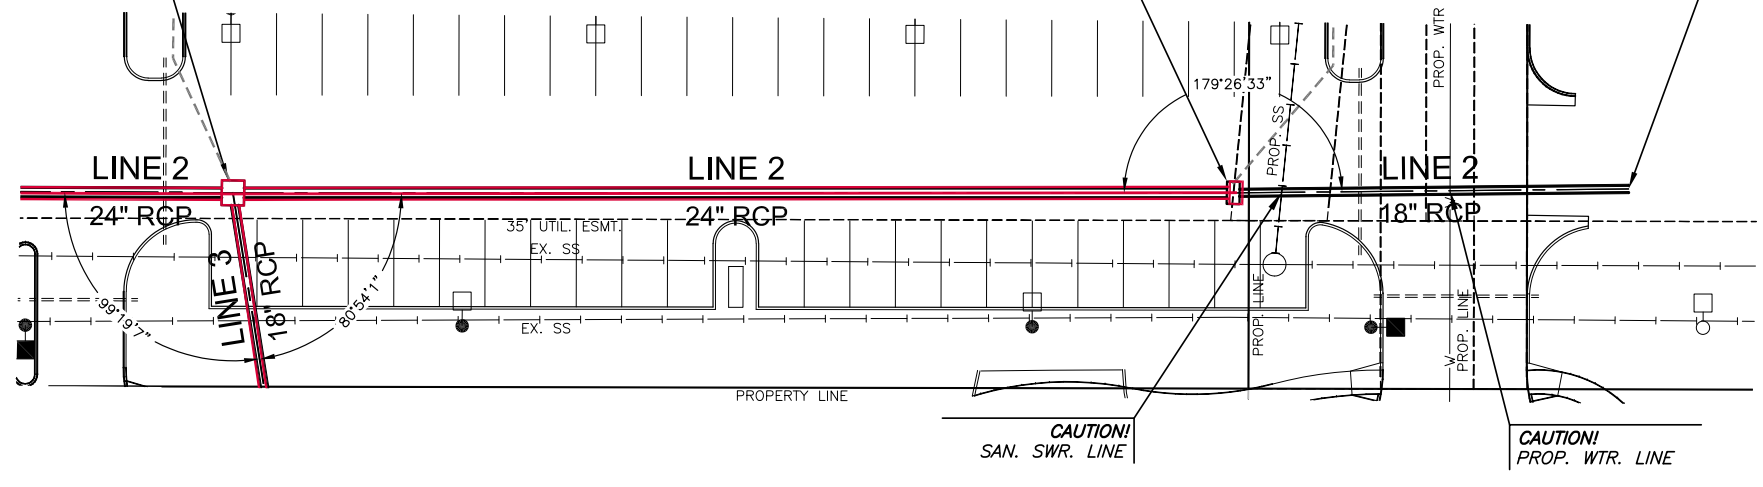 PROP. WTR
179°26'33"
PROP. SS
LINE 2
LINE 2
LINE 2
24" RCP
24" RCP
18" RCP
35' UTIL. ESMT.
EX. SS
LINE 3
18" RCP
99°19'7"
80°54'1"
EX. SS
PROP. LINE
W
PROP. LINE
PROPERTY LINE
CAUTION!
SAN. SWR. LINE
CAUTION!
PROP. WTR. LINE